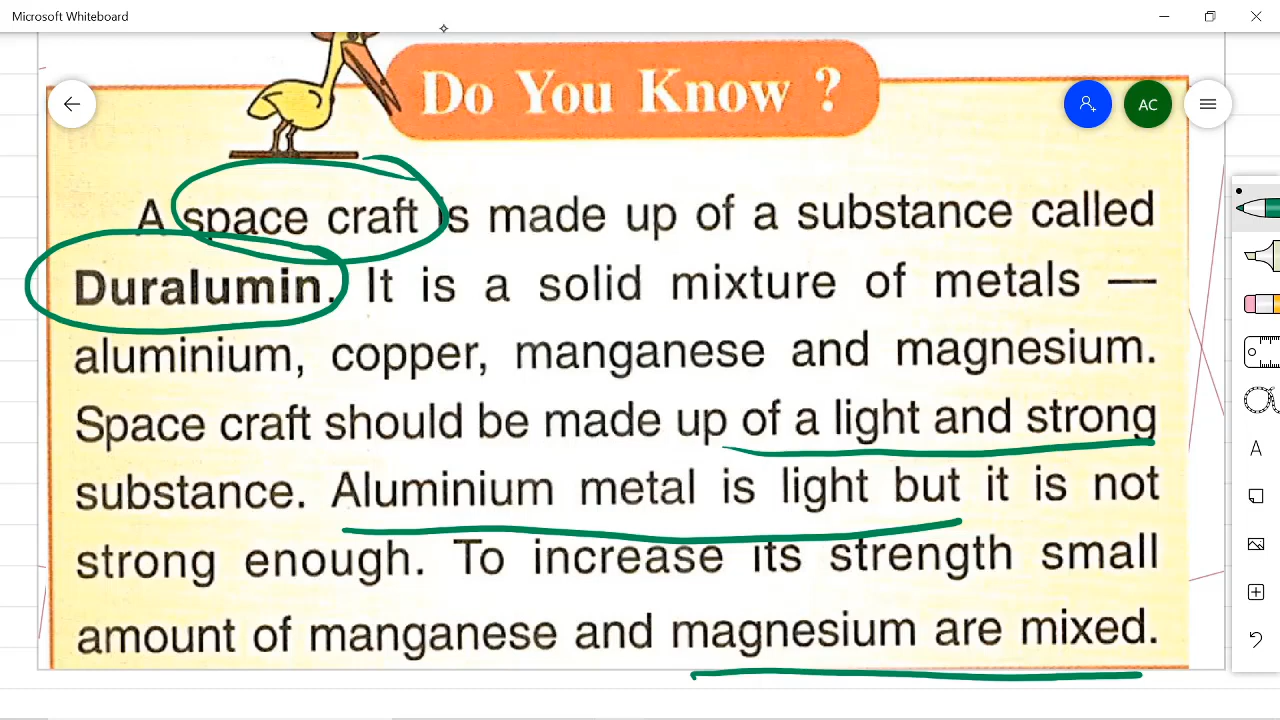 Microsoft Whiteboard
Do You Know ?
AC
A space craft is made up of a substance called
Duralumin. It is a solid mixture of metals —
aluminium, copper, manganese and magnesium.
Space craft should be made up of a light and strong
substance. Aluminium metal is light but it is not
strong enough. To increase its strength small
amount of manganese and magnesium are mixed.
A